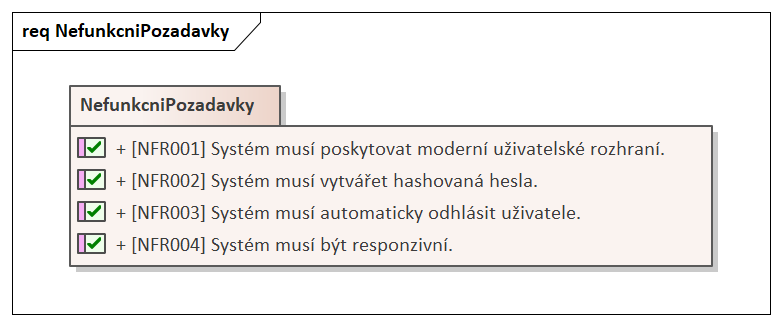 req NefunkcniPozadavky
NefunkcniPozadavky
+ [NFR001] Systém musí poskytovat moderní uživatelské rozhraní.
+ [NFR002] Systém musí vytvářet hashovaná hesla.
+ [NFR003] Systém musí automaticky odhlásit uživatele.
+ [NFR004] Systém musí být responzivní.